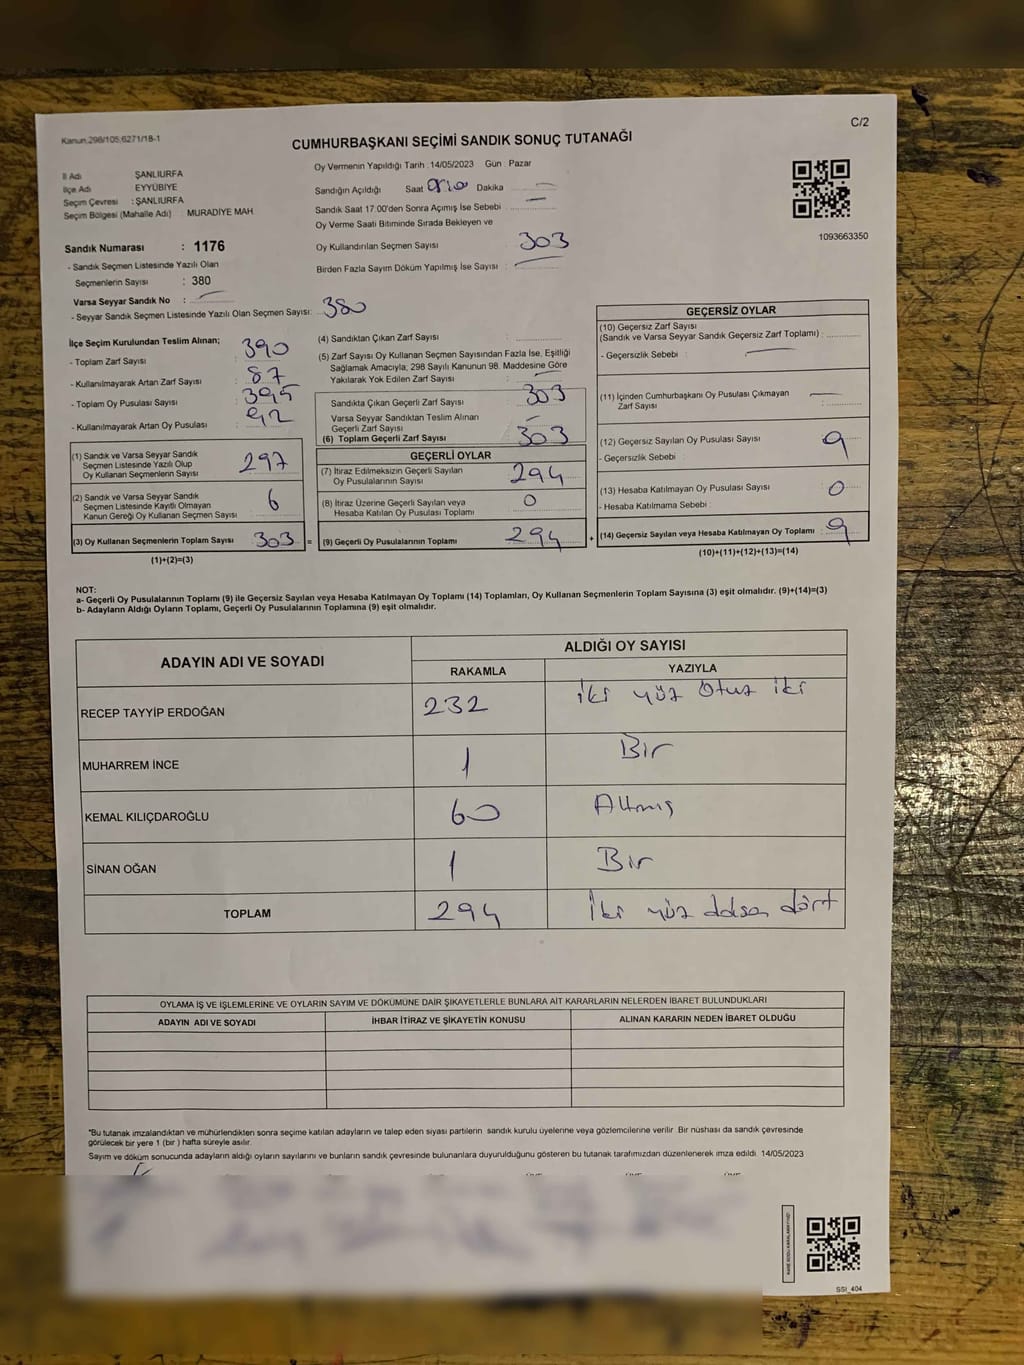 Kanun.298/105;6271/18-1
C/2
CUMHURBAŞKANI SEÇİMİ SANDIK SONUÇ TUTANAĞI
İl Adı ŞANLIURFA
İlçe Adı EYYÜBİYE
Seçim Çevresi : ŞANLIURFA
Seçim Bölgesi (Mahalle Adı) : MURADİYE MAH
Sandık Numarası : 1176
- Sandık Seçmen Listesinde Yazılı Olan
Seçmenlerin Sayısı : 380
Varsa Seyyar Sandık No :
- Seyyar Sandık Seçmen Listesinde Yazılı Olan Seçmen Sayısı: 380
Oy Vermenin Yapıldığı Tarih :14/05/2023 Gün : Pazar
Sandığın Açıldığı Saat Dakika
Sandık Saat 17:00'den Sonra Açımış İse Sebebi
Oy Verme Saati Bitiminde Sırada Bekleyen ve
Oy Kullandırılan Seçmen Sayısı 303
Birden Fazla Sayım Döküm Yapılmış İse Sayısı :
1093663350
İlçe Seçim Kurulundan Teslim Alınan;
- Toplam Zarf Sayısı : 390
- Kullanılmayarak Artan Zarf Sayısı : 87
- Toplam Oy Pusulası Sayısı : 395
- Kullanılmayarak Artan Oy Pusulası : 92
(1) Sandık ve Varsa Seyyar Sandık
Seçmen Listesinde Yazılı Olup
Oy Kullanan Seçmenlerin Sayısı 297
(2) Sandık ve Varsa Seyyar Sandık
Seçmen Listesinde Kayıtlı Olmayan
Kanun Gereği Oy Kullanan Seçmen Sayısı 6
(3) Oy Kullanan Seçmenlerin Toplam Sayısı 303 =
(1)+(2)=(3)
(4) Sandıktan Çıkan Zarf Sayısı :
(5) Zarf Sayısı Oy Kullanan Seçmen Sayısından Fazla İse, Eşitliği
Sağlamak Amacıyla; 298 Sayılı Kanunun 98. Maddesine Göre
Yakılarak Yok Edilen Zarf Sayısı :
Sandıkta Çıkan Geçerli Zarf Sayısı : 303
Varsa Seyyar Sandıktan Teslim Alınan
Geçerli Zarf Sayısı :
(6) Toplam Geçerli Zarf Sayısı 303
GEÇERLİ OYLAR
(7) İtiraz Edilmeksizin Geçerli Sayılan
Oy Pusulalarının Sayısı 294
(8) İtiraz Üzerine Geçerli Sayılan veya
Hesaba Katılan Oy Pusulası Toplamı 0
(9) Geçerli Oy Pusulalarının Toplamı 294 +
GEÇERSİZ OYLAR
(10) Geçersiz Zarf Sayısı
(Sandık ve Varsa Seyyar Sandık Geçersiz Zarf Toplamı) :
- Geçersizlik Sebebi :
(11) İçinden Cumhurbaşkanı Oy Pusulası Çıkmayan
Zarf Sayısı :
(12) Geçersiz Sayılan Oy Pusulası Sayısı 9
- Geçersizlik Sebebi :
(13) Hesaba Katılmayan Oy Pusulası Sayısı : 0
- Hesaba Katılmama Sebebi :
(14) Geçersiz Sayılan veya Hesaba Katılmayan Oy Toplamı : 9
(10)+(11)+(12)+(13)=(14)
NOT:
a- Geçerli Oy Pusulalarının Toplamı (9) ile Geçersiz Sayılan veya Hesaba Katılmayan Oy Toplamı (14) Toplamları, Oy Kullanan Seçmenlerin Toplam Sayısına (3) eşit olmalıdır. (9)+(14)=(3)
b- Adayların Aldığı Oyların Toplamı, Geçerli Oy Pusulalarının Toplamına (9) eşit olmalıdır.
ADAYIN ADI VE SOYADI ALDIĞI OY SAYISI
RAKAMLA YAZIYLA
RECEP TAYYİP ERDOĞAN 232 iki yüz Otuz iki
MUHARREM İNCE 1 Bir
KEMAL KILIÇDAROĞLU 60 Altmış
SİNAN OĞAN 1 Bir
TOPLAM 294 iki yüz doksan dört
OYLAMA İŞ VE İŞLEMLERİNE VE OYLARIN SAYIM VE DÖKÜMÜNE DAİR ŞİKAYETLERLE BUNLARA AİT KARARLARIN NELERDEN İBARET BULUNDUKLARI
ADAYIN ADI VE SOYADI İHBAR İTİRAZ VE ŞİKAYETİN KONUSU ALINAN KARARIN NEDEN İBARET OLDUĞU
*Bu tutanak imzalandıktan ve mühürlendikten sonra seçime katılan adayların ve talep eden siyasi partilerin sandık kurulu üyelerine veya gözlemcilerine verilir. Bir nüshası da sandık çevresinde
görülecek bir yere 1 (bir) hafta süreyle asılır.
Sayım ve döküm sonucunda adayların aldığı oyların sayılarını ve bunların sandık çevresinde bulunanlara duyurulduğunu gösteren bu tutanak tarafımızdan düzenlenerek imza edildi. 14/05/2023
SSI_404